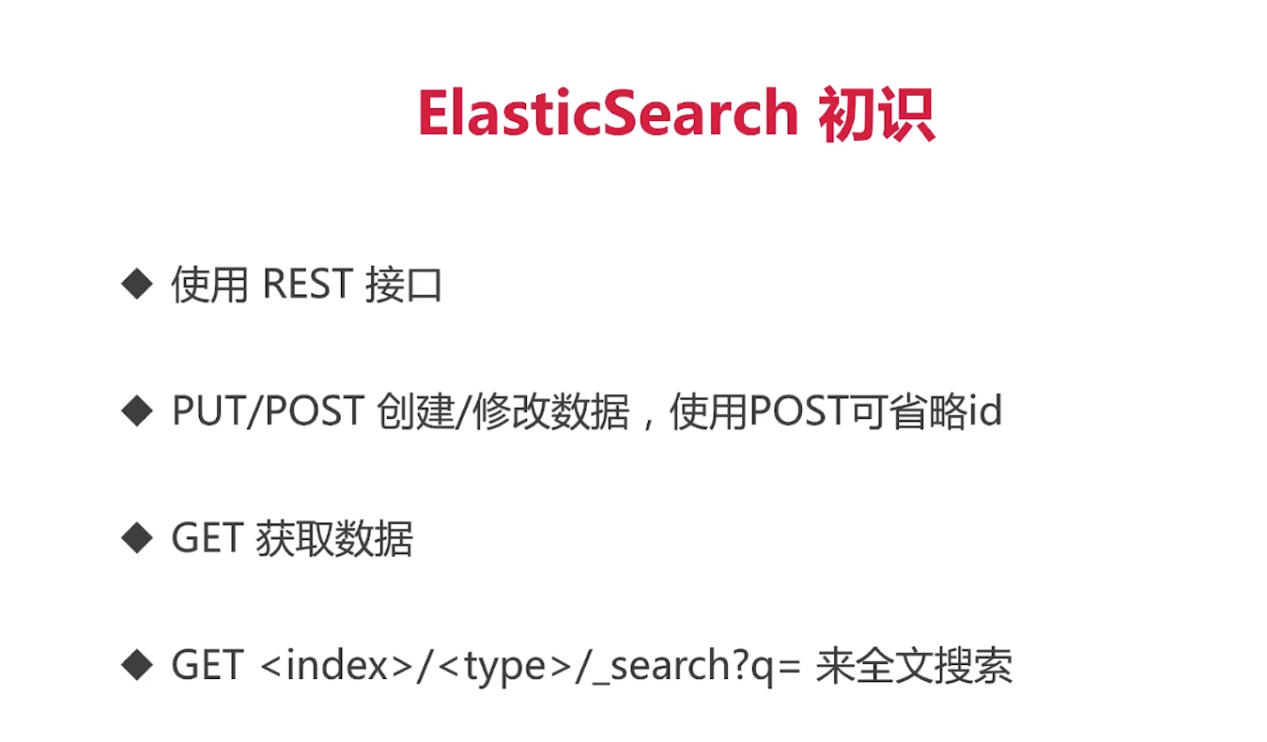 ElasticSearch 初识
◆ 使用 REST 接口
◆ PUT/POST 创建/修改数据，使用POST可省略id
◆ GET 获取数据
◆ GET <index>/<type>/_search?q= 来全文搜索